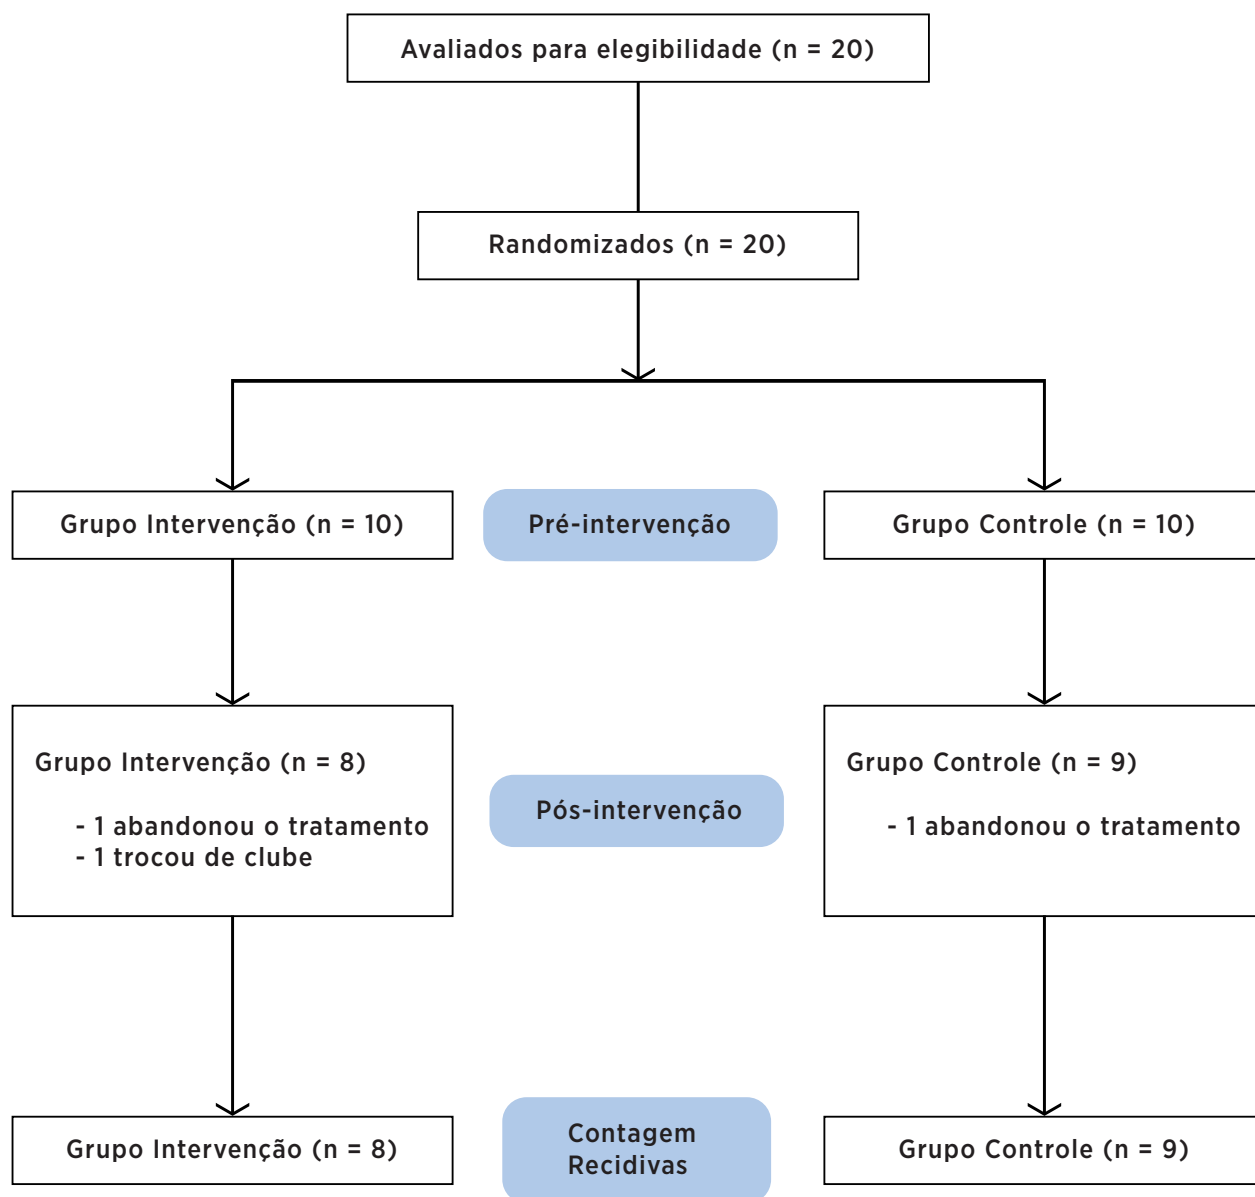 Avaliados para elegibilidade (n = 20)
Randomizados (n = 20)
Grupo Intervenção (n = 10)
Pré-intervenção
Grupo Controle (n = 10)
Grupo Intervenção (n = 8)
- 1 abandonou o tratamento
- 1 trocou de clube
Pós-intervenção
Grupo Controle (n = 9)
- 1 abandonou o tratamento
Grupo Intervenção (n = 8)
Contagem
Recidivas
Grupo Controle (n = 9)